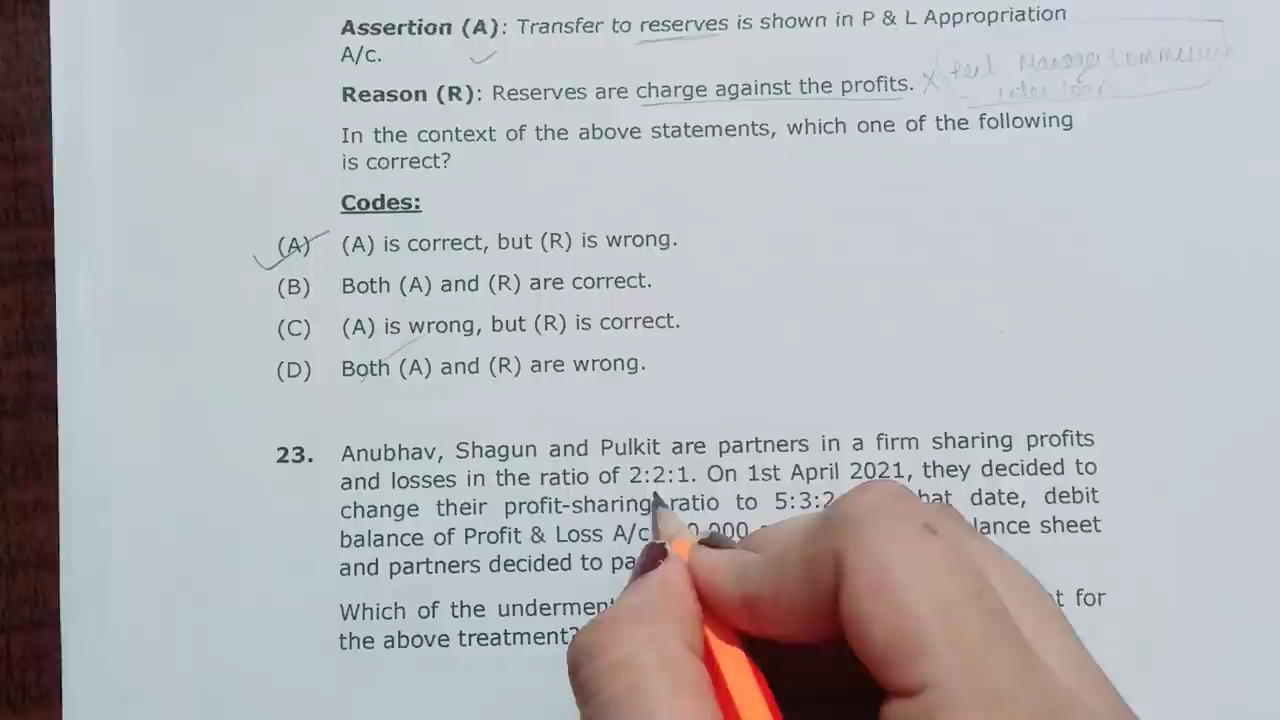 Assertion (A): Transfer to reserves is shown in P & L Appropriation
A/c.
Reason (R): Reserves are charge against the profits.
In the context of the above statements, which one of the following
is correct?
Codes:
(A) (A) is correct, but (R) is wrong.
(B) Both (A) and (R) are correct.
(C) (A) is wrong, but (R) is correct.
(D) Both (A) and (R) are wrong.
23. Anubhav, Shagun and Pulkit are partners in a firm sharing profits
and losses in the ratio of 2:2:1. On 1st April 2021, they decided to
change their profit-sharing ratio to 5:3:2 date, debit
balance of Profit & Loss A/c sheet
and partners decided to
Which of the for
the above treatment?